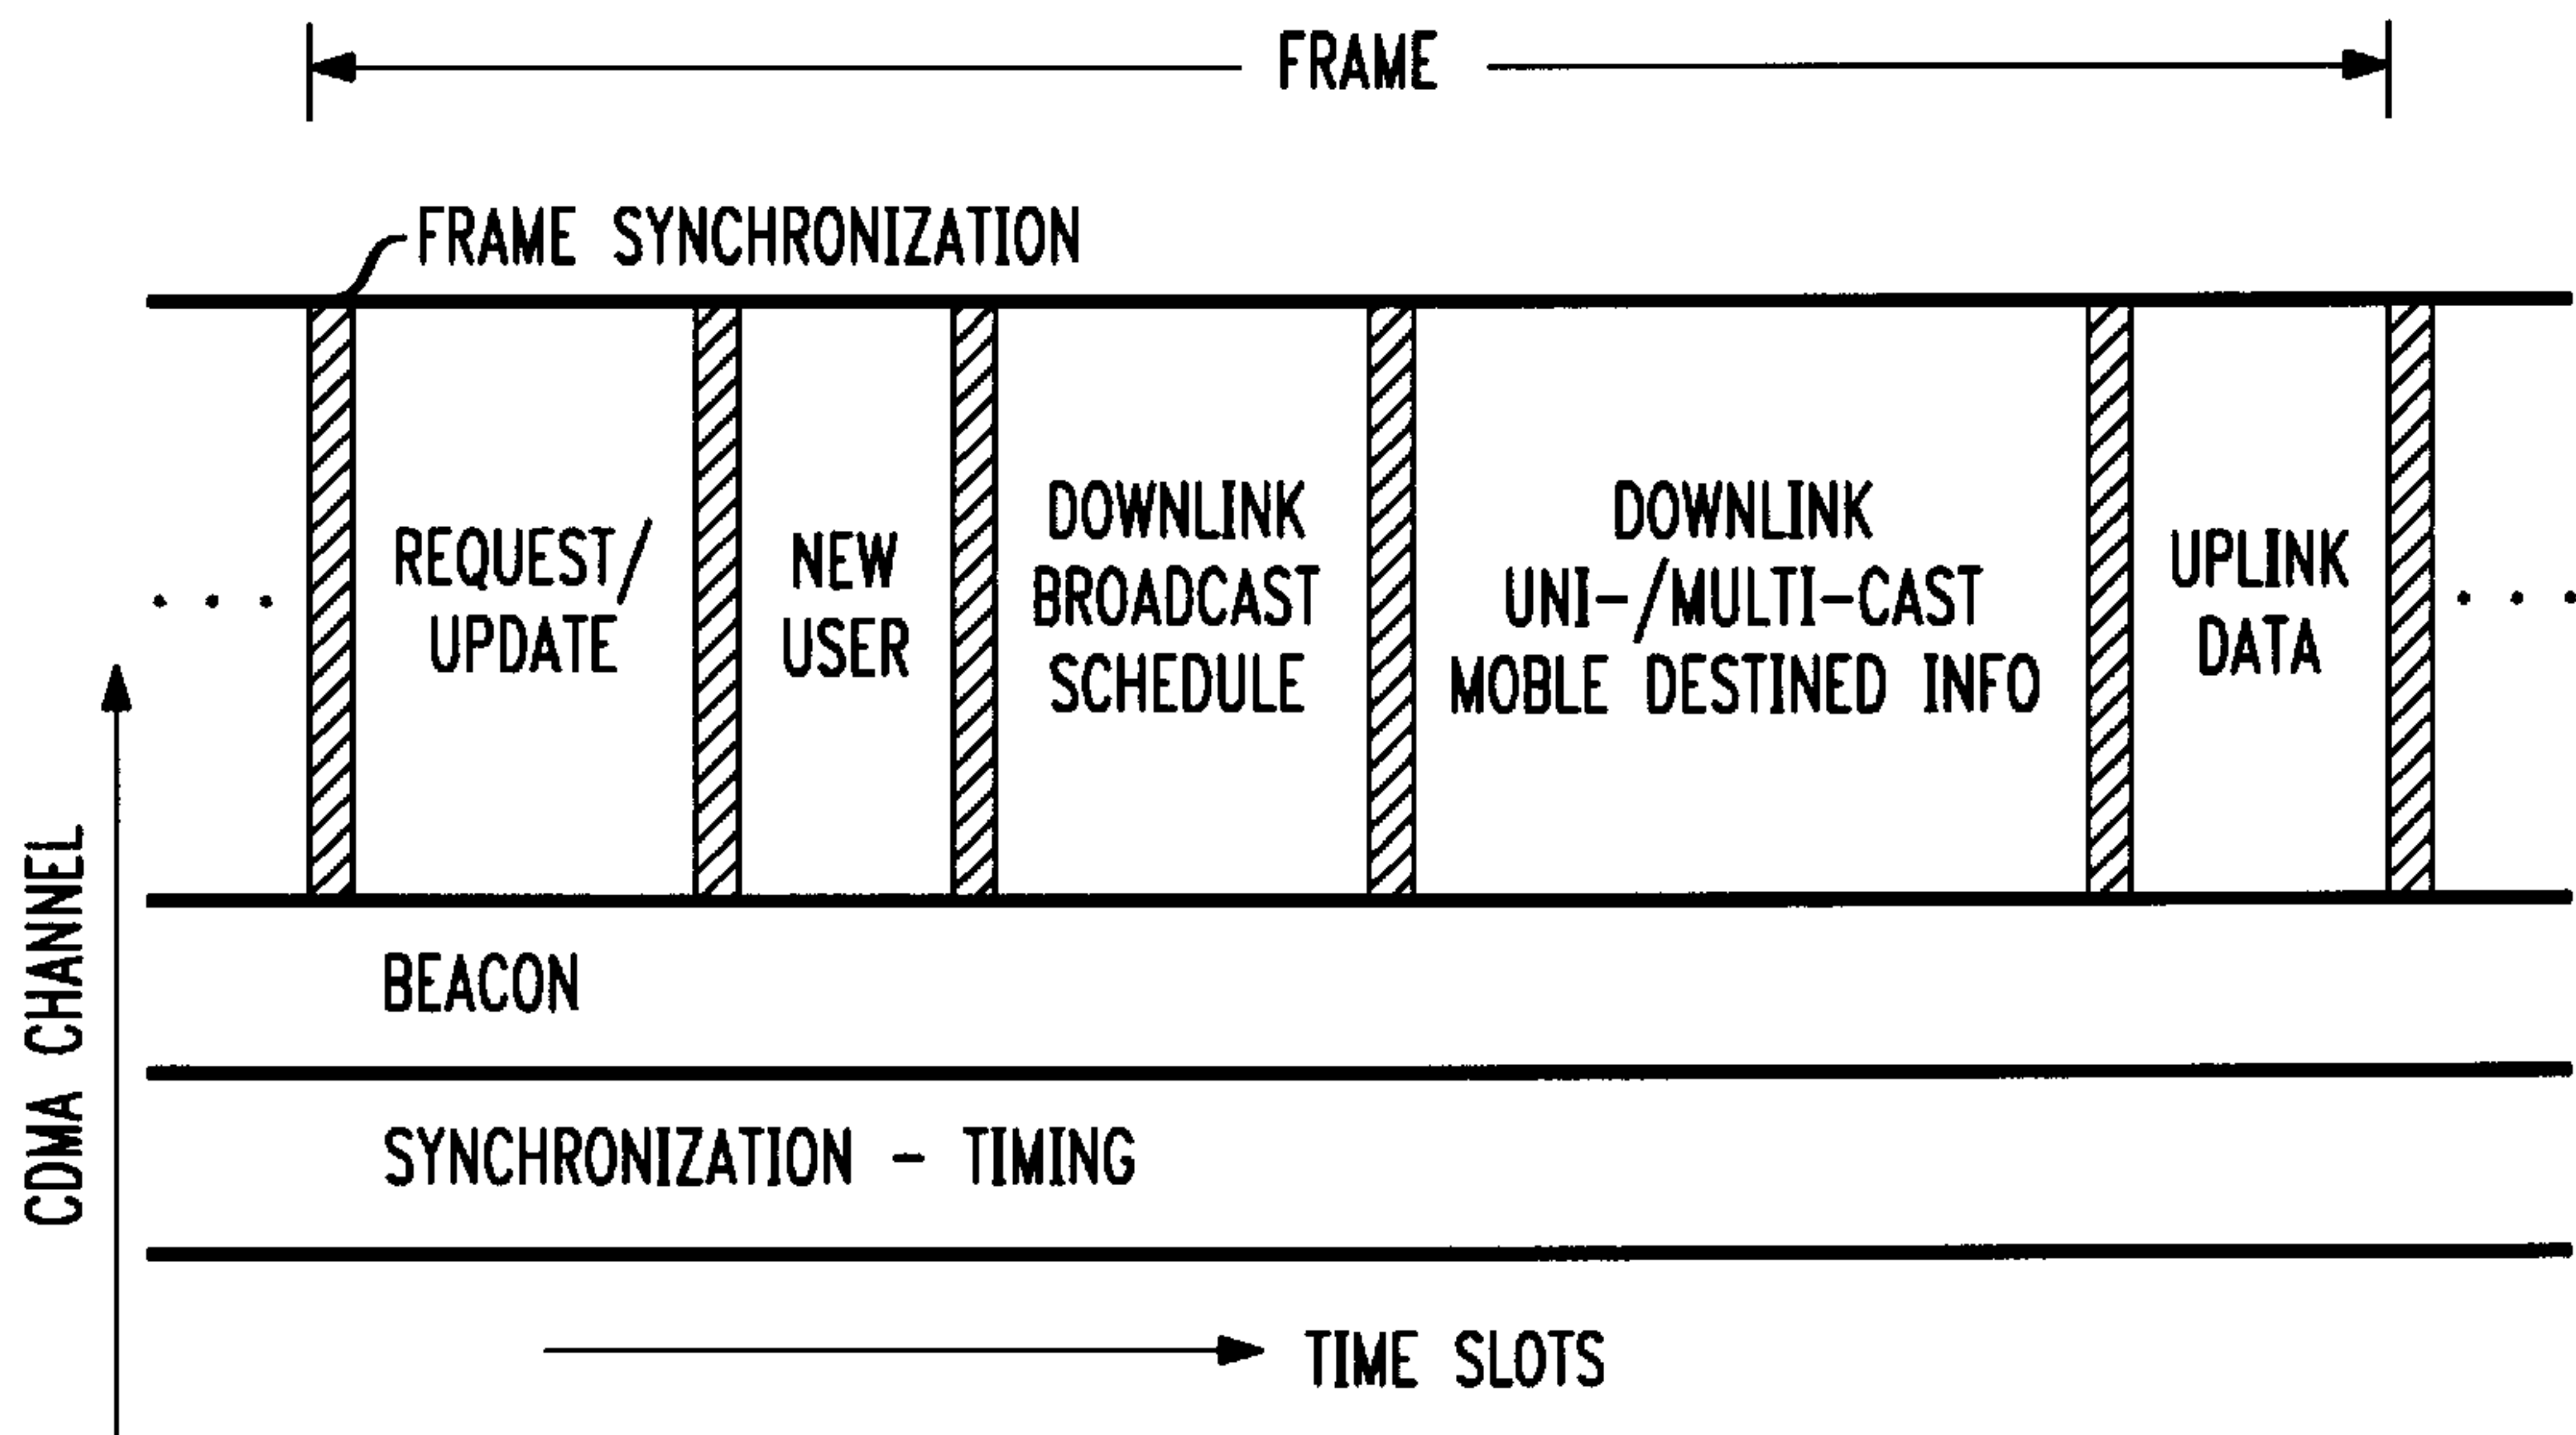 FRAME
FRAME SYNCHRONIZATION
REQUEST/
UPDATE
NEW
USER
DOWNLINK
BROADCAST
SCHEDULE
DOWNLINK
UNI-/MULTI-CAST
MOBLE DESTINED INFO
UPLINK
DATA
BEACON
SYNCHRONIZATION - TIMING
CDMA CHANNEL
TIME SLOTS